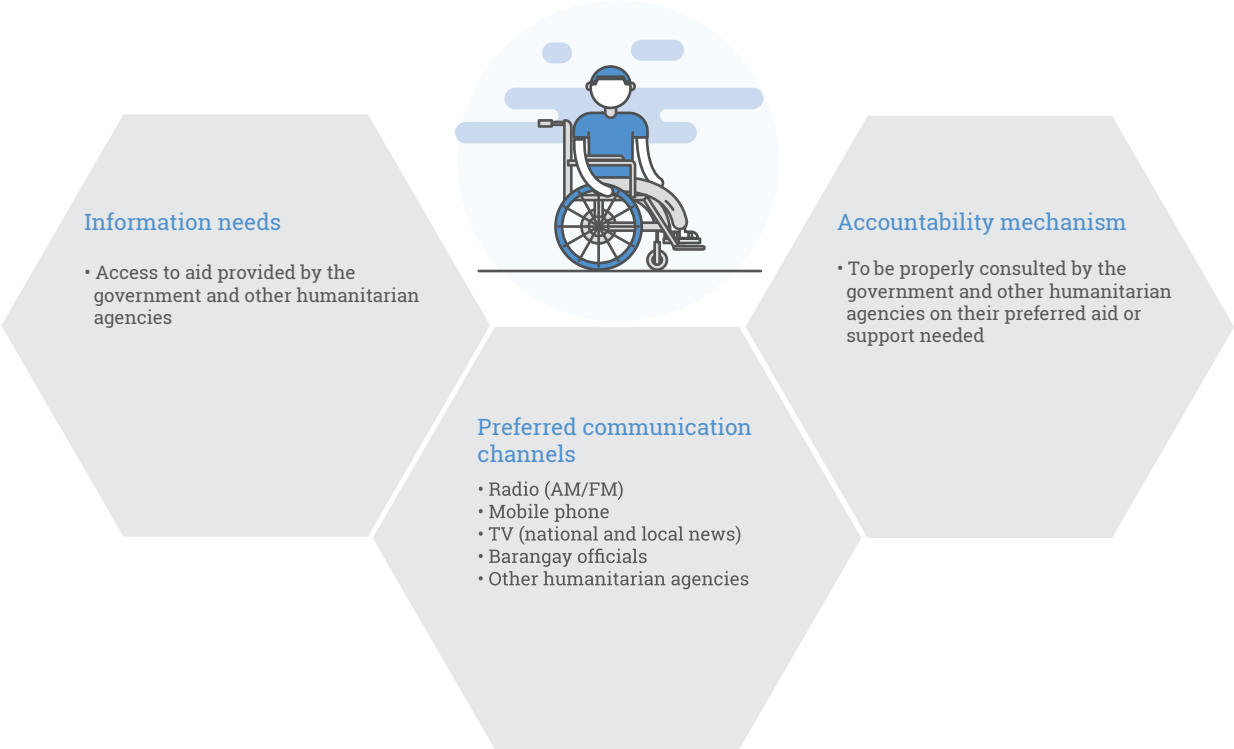 Information needs
• Access to aid provided by the
government and other humanitarian
agencies
Preferred communication
channels
• Radio (AM/FM)
• Mobile phone
• TV (national and local news)
• Barangay officials
• Other humanitarian agencies
Accountability mechanism
• To be properly consulted by the
government and other humanitarian
agencies on their preferred aid or
support needed